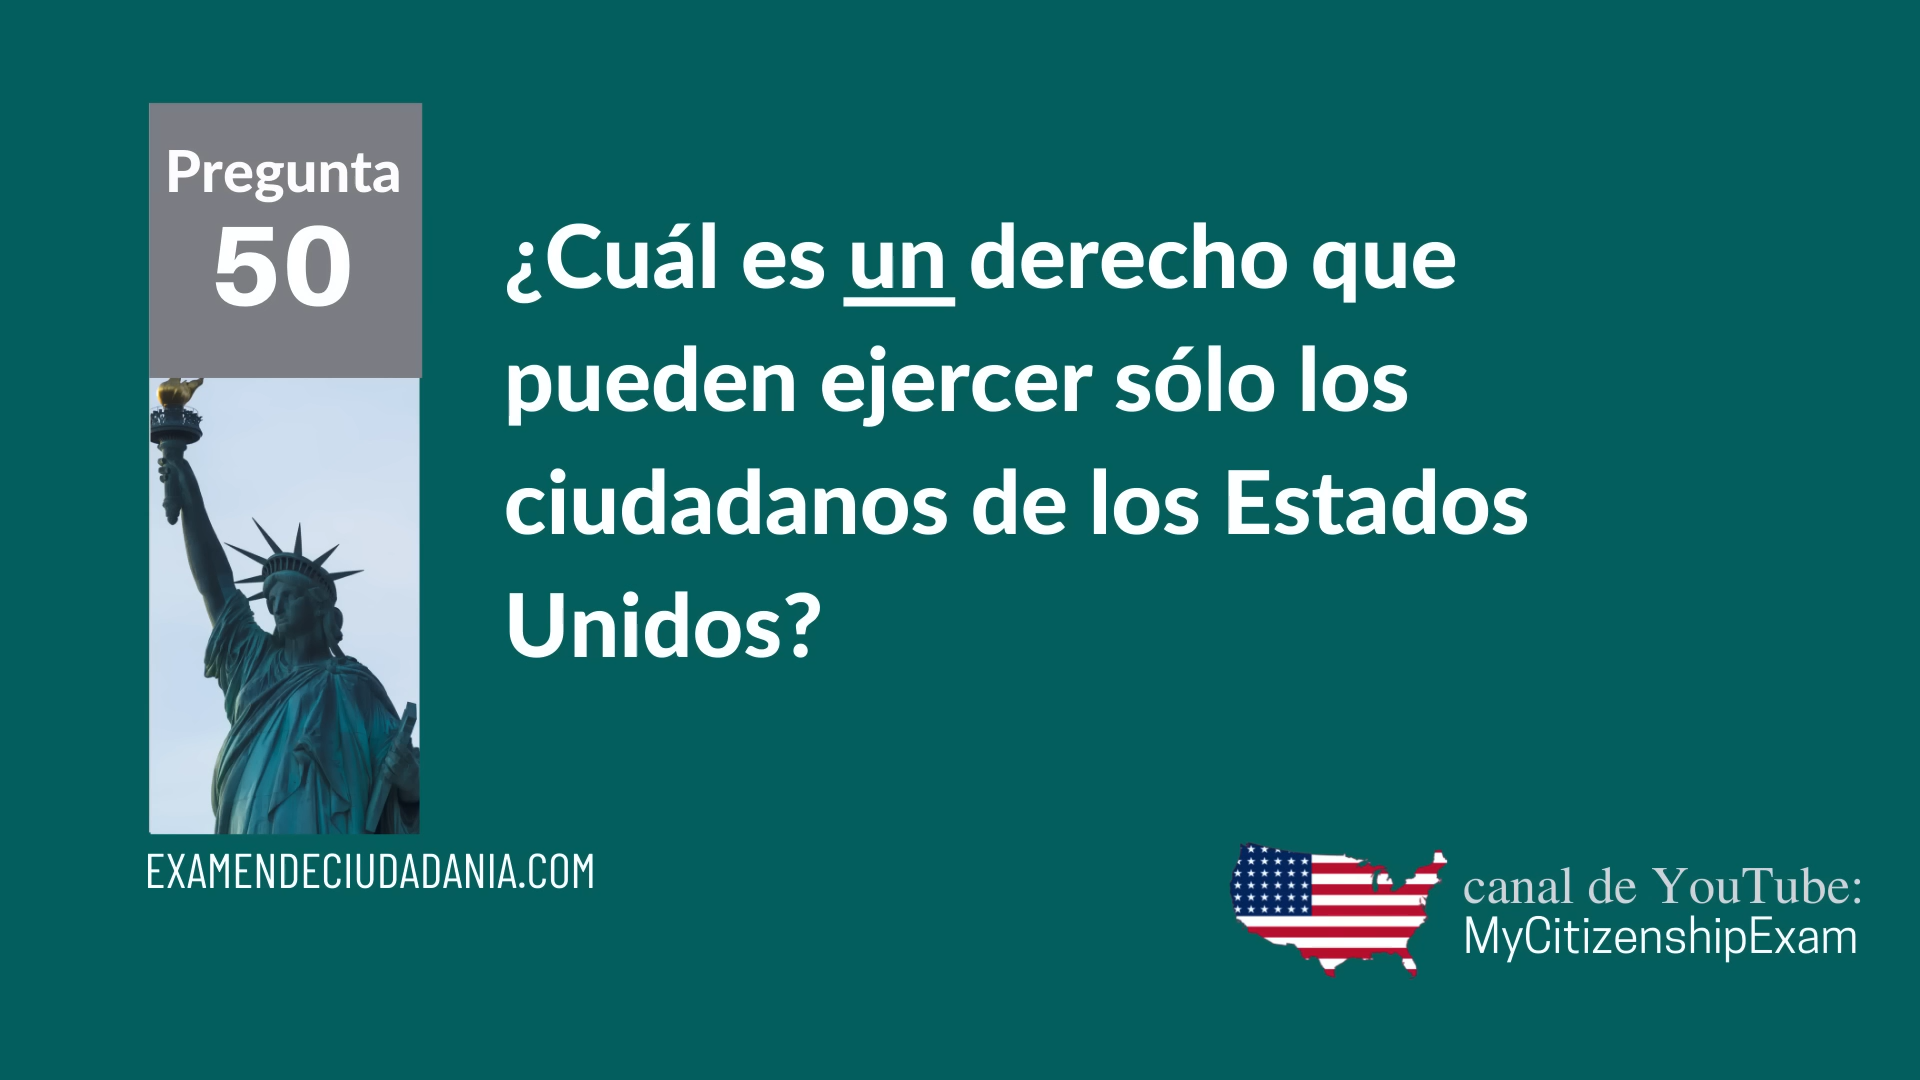 Pregunta
50
¿Cuál es un derecho que
pueden ejercer sólo los
ciudadanos de los Estados
Unidos?
EXAMENDECIUDADANIA.COM
canal de YouTube:
MyCitizenshipExam